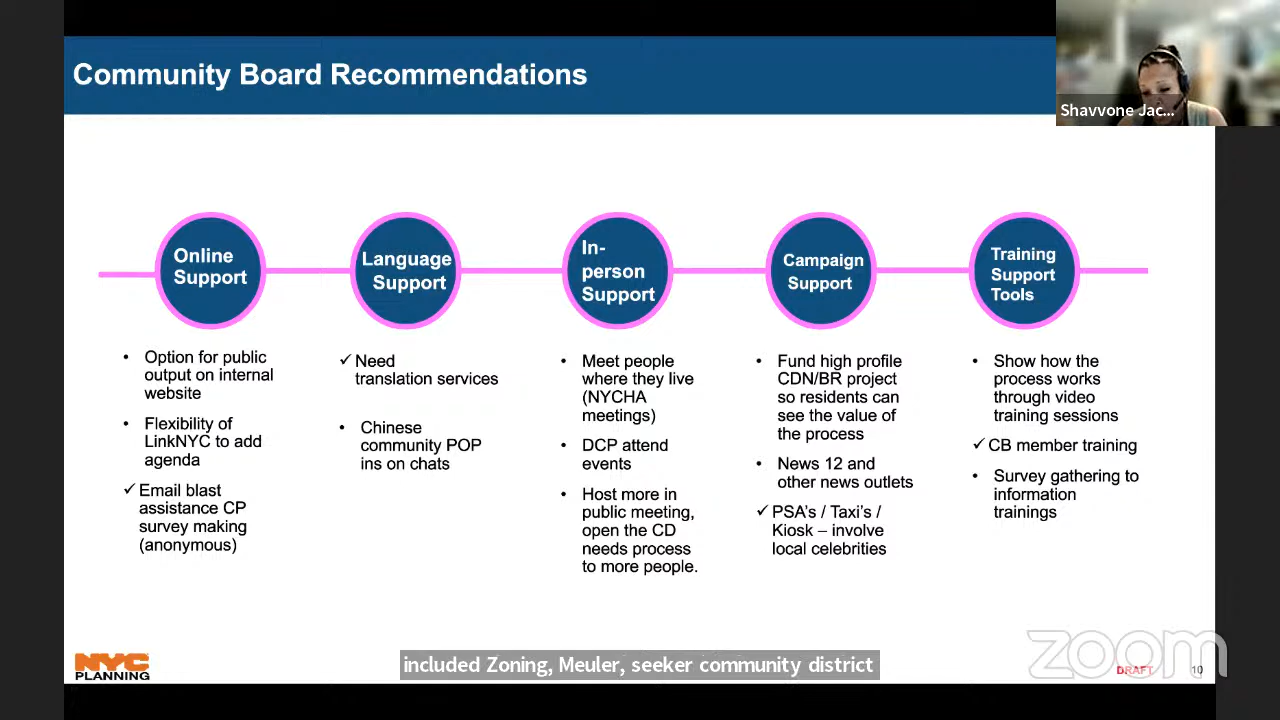 Community Board Recommendations
Shavvone Jac...
Online
Support
Language
Support
In-
person
Support
Campaign
Support
Training
Support
Tools
• Option for public
output on internal
website
• Flexibility of
LinkNYC to add
agenda
✓ Email blast
assistance CP
survey making
(anonymous)
✓ Need
translation services
• Chinese
community POP
ins on chats
• Meet people
where they live
(NYCHA
meetings)
• DCP attend
events
• Host more in
public meeting,
open the CD
needs process
to more people.
• Fund high profile
CDN/BR project
so residents can
see the value of
the process
• News 12 and
other news outlets
✓ PSA's / Taxi's /
Kiosk – involve
local celebrities
• Show how the
process works
through video
training sessions
✓ CB member training
• Survey gathering to
information
trainings
NYC
PLANNING
included Zoning, Meuler, seeker community district
DRAFT
10
zoom